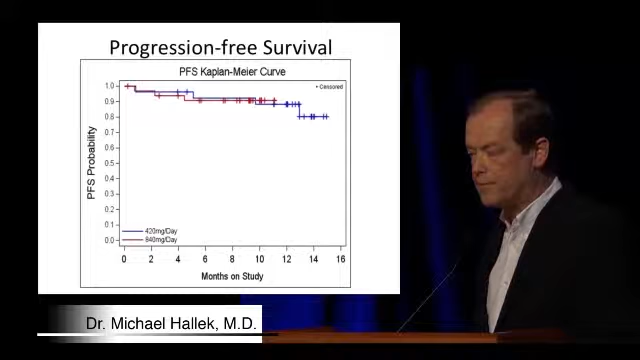 Progression-free Survival
PFS Kaplan-Meier Curve
+ Censored
PFS Probability
1.0
0.9
0.8
0.7
0.6
0.5
0.4
0.3
0.2
0.1
0.0
420mg/Day
840mg/Day
0 2 4 6 8 10 12 14 16
Months on Study
Dr. Michael Hallek, M.D.